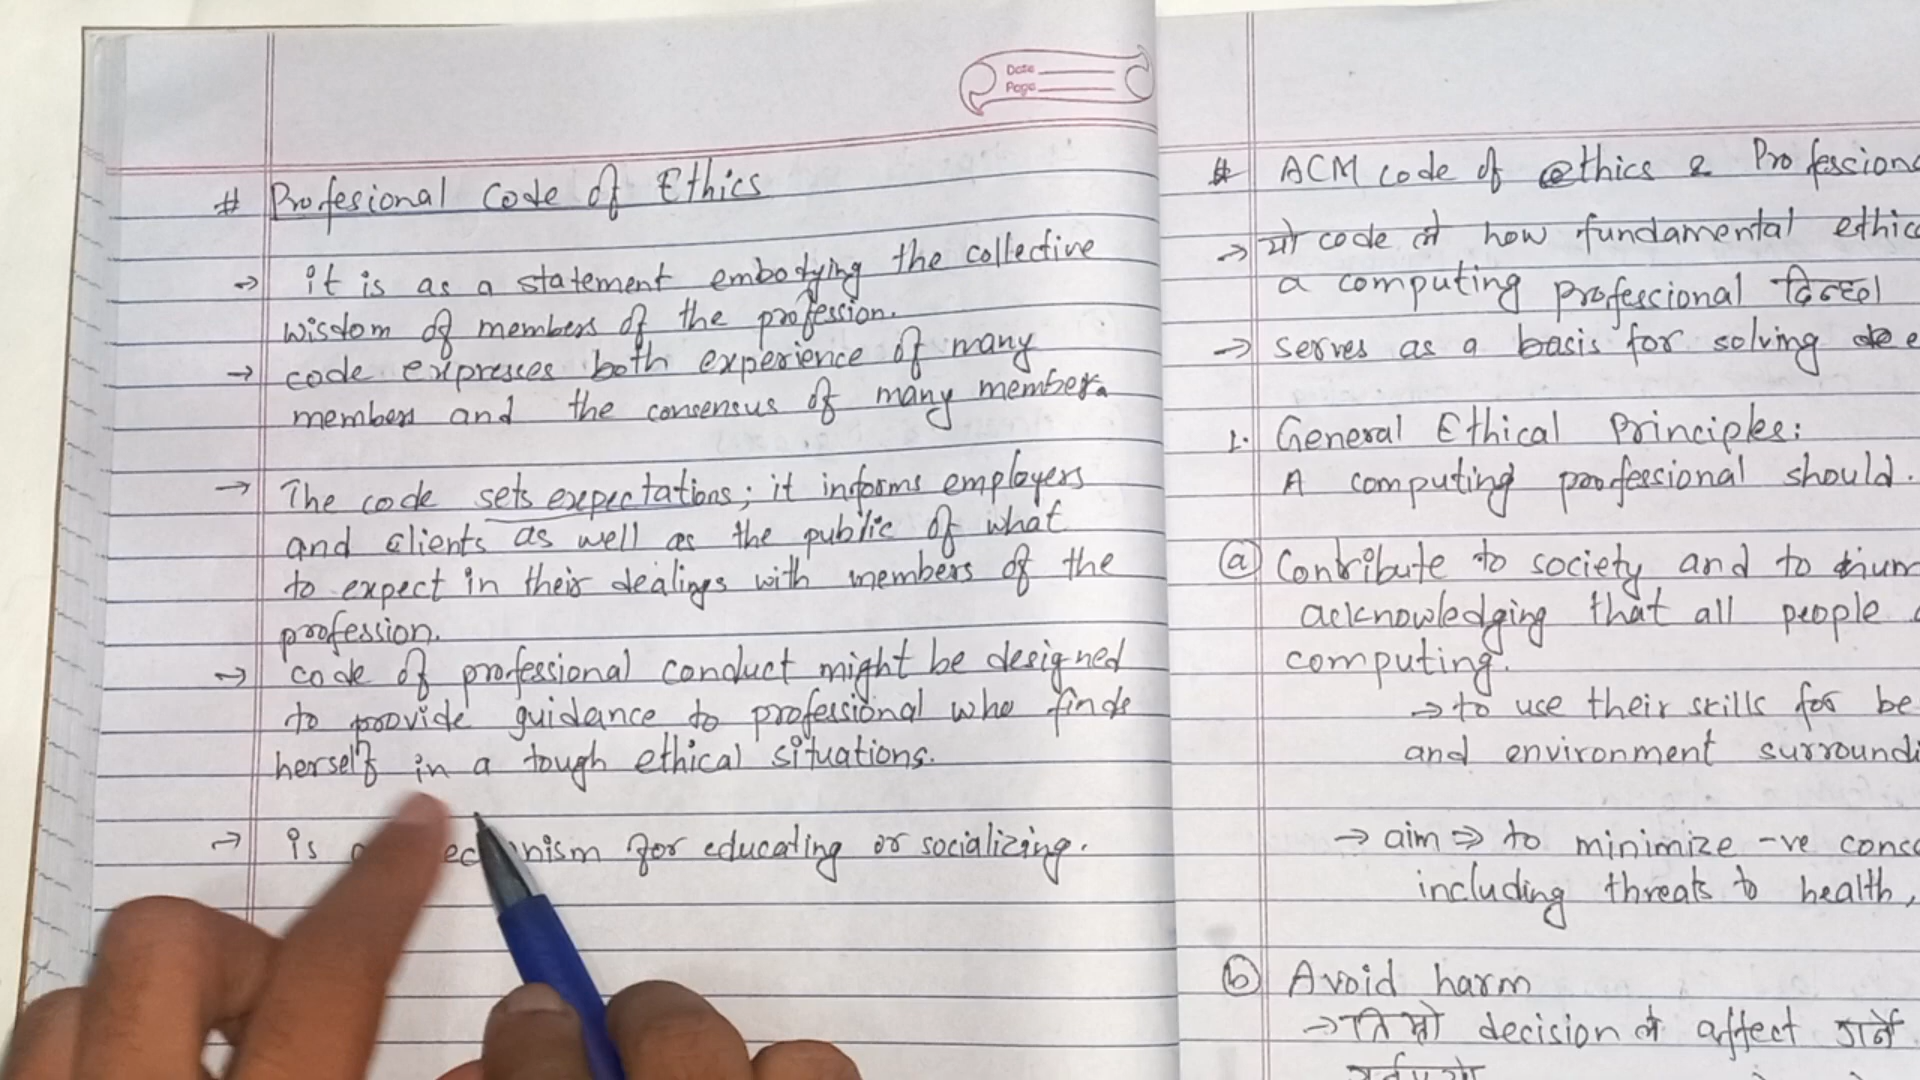 Date
Page
# Profesional Code of Ethics
→ it is as a statement embodying the collective
wisdom of members of the profession.
→ code expresses both experience of many
members and the consensus of many members.
→ The code sets expectations; it informs employers
and clients as well as the public of what
to expect in their dealings with members of the
profession.
→ code of professional conduct might be designed
to provide guidance to professional who finds
herself in a tough ethical situations.
→ is for educating or socializing.
# ACM code of ethics & Professiona
→ यो code ले how fundamental ethic
a computing professional दिन्छ।
→ serves as a basis for solving
1. General Ethical Principles:
A computing professional should.
(a) Contribute to society and to
acknowledging that all people
computing.
→ to use their skills for be
and environment surroundi
→ aim ⇒ to minimize -ve cons
including threats to health,
(b) Avoid harm
→ decision ले affect गर्ने